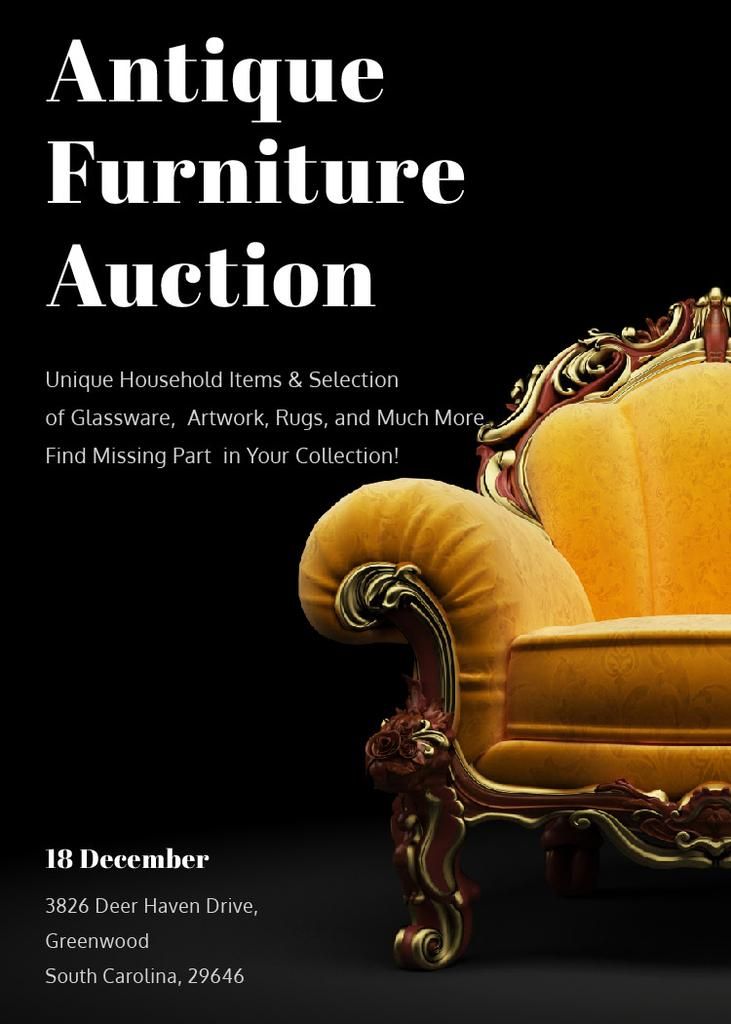 Antique
Furniture
Auction
Unique Household Items & Selection
of Glassware, Artwork, Rugs, and Much More.
Find Missing Part in Your Collection!
18 December
3826 Deer Haven Drive,
Greenwood
South Carolina, 29646